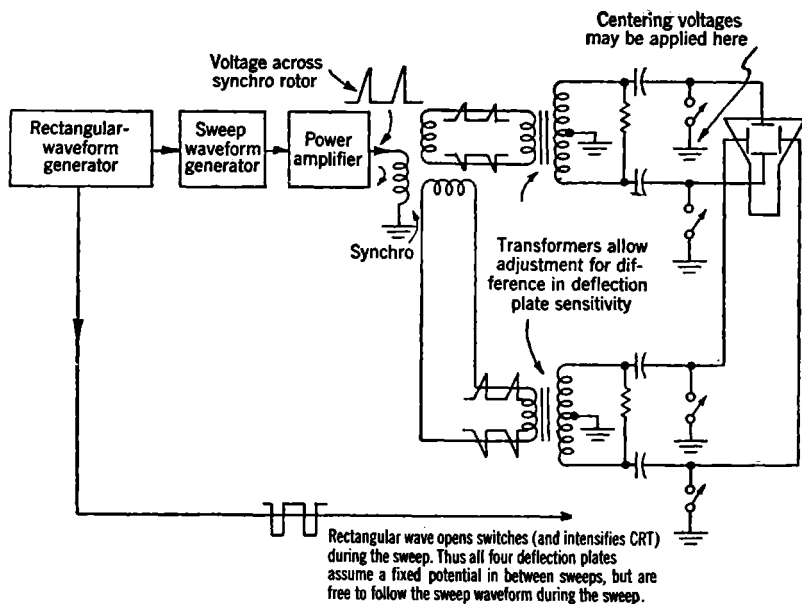 Centering voltages
may be applied here
Voltage across
synchro rotor
Rectangular-
waveform
generator
Sweep
waveform
generator
Power
amplifier
Synchro
Transformers allow
adjustment for dif-
ference in deflection
plate sensitivity
Rectangular wave opens switches (and intensifies CRT)
during the sweep. Thus all four deflection plates
assume a fixed potential in between sweeps, but are
free to follow the sweep waveform during the sweep.